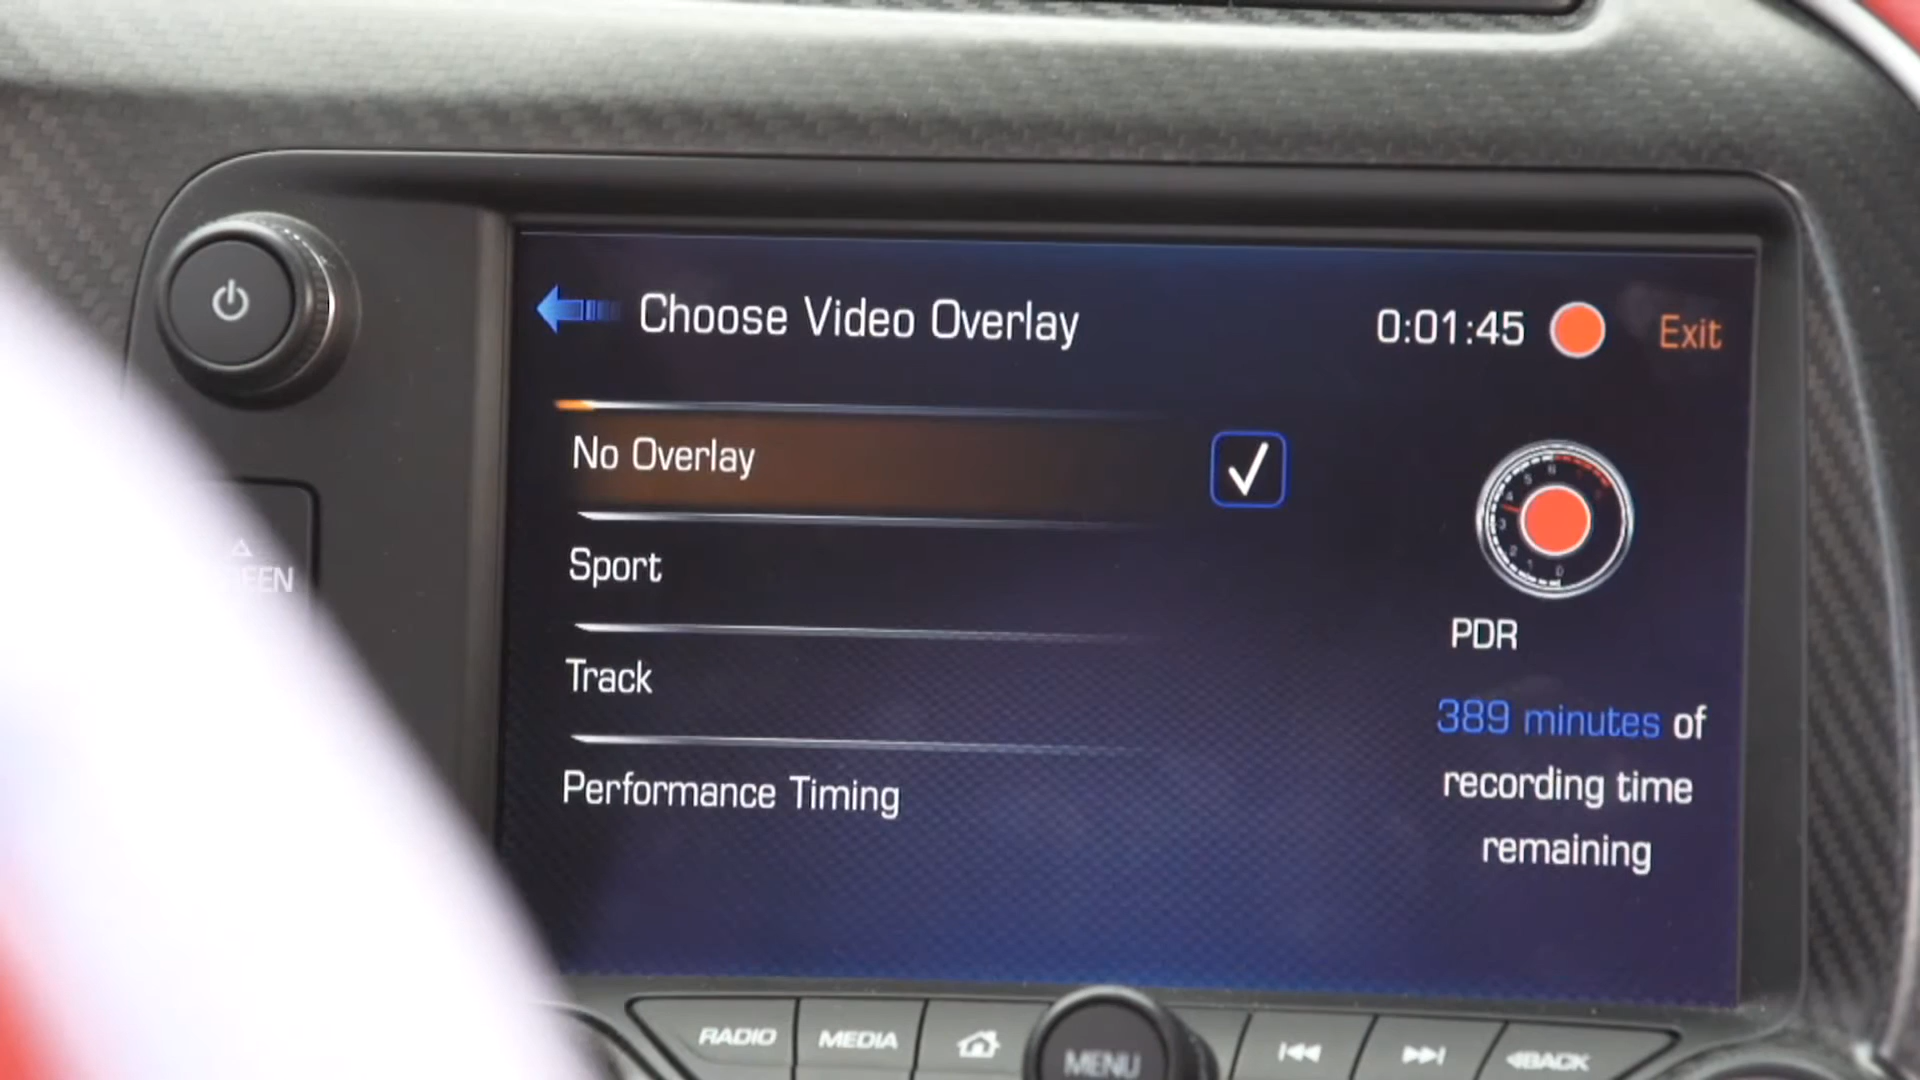 Choose Video Overlay
0:01:45
Exit
No Overlay
Sport
Track
Performance Timing
PDR
389 minutes of
recording time
remaining
RADIO
MEDIA
MENU
BACK